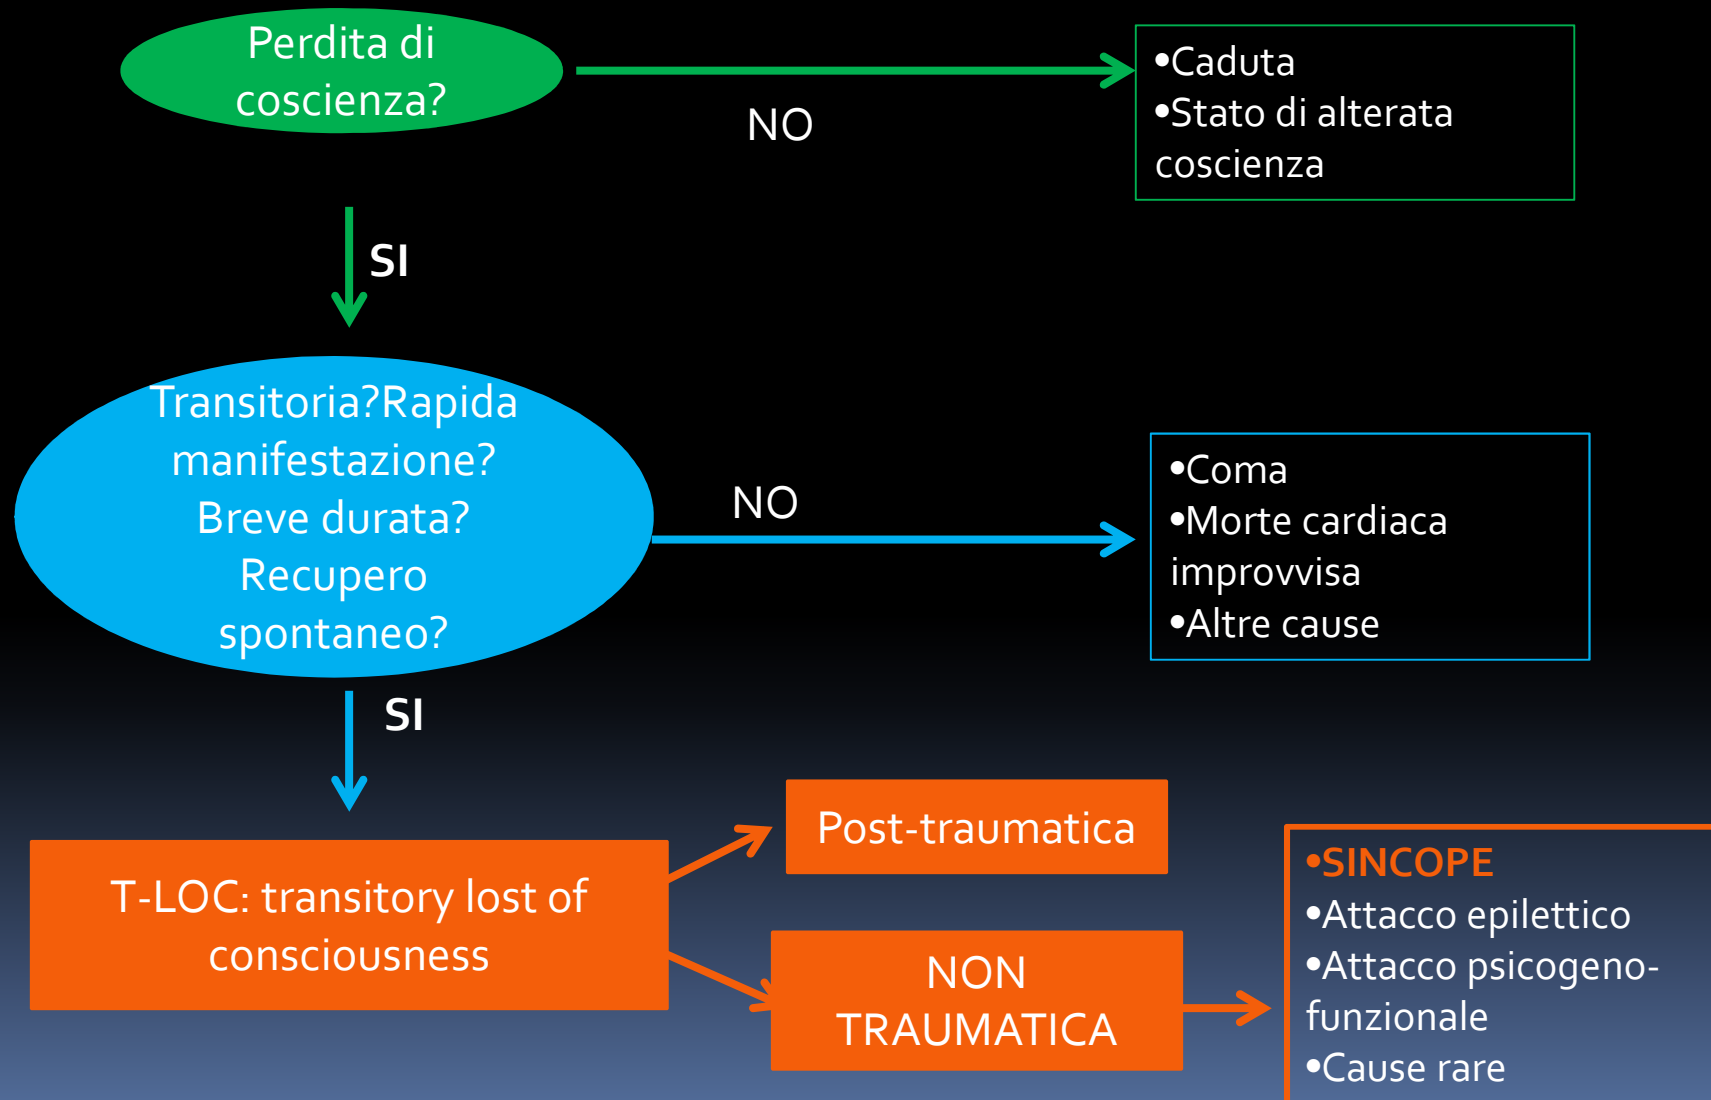 Perdita di
coscienza?
NO
•Caduta
•Stato di alterata
coscienza
SI
Transitoria?Rapida
manifestazione?
Breve durata?
Recupero
spontaneo?
NO
•Coma
•Morte cardiaca
improvvisa
•Altre cause
SI
T-LOC: transitory lost of
consciousness
Post-traumatica
NON
TRAUMATICA
•SINCOPE
•Attacco epilettico
•Attacco psicogeno-
funzionale
•Cause rare